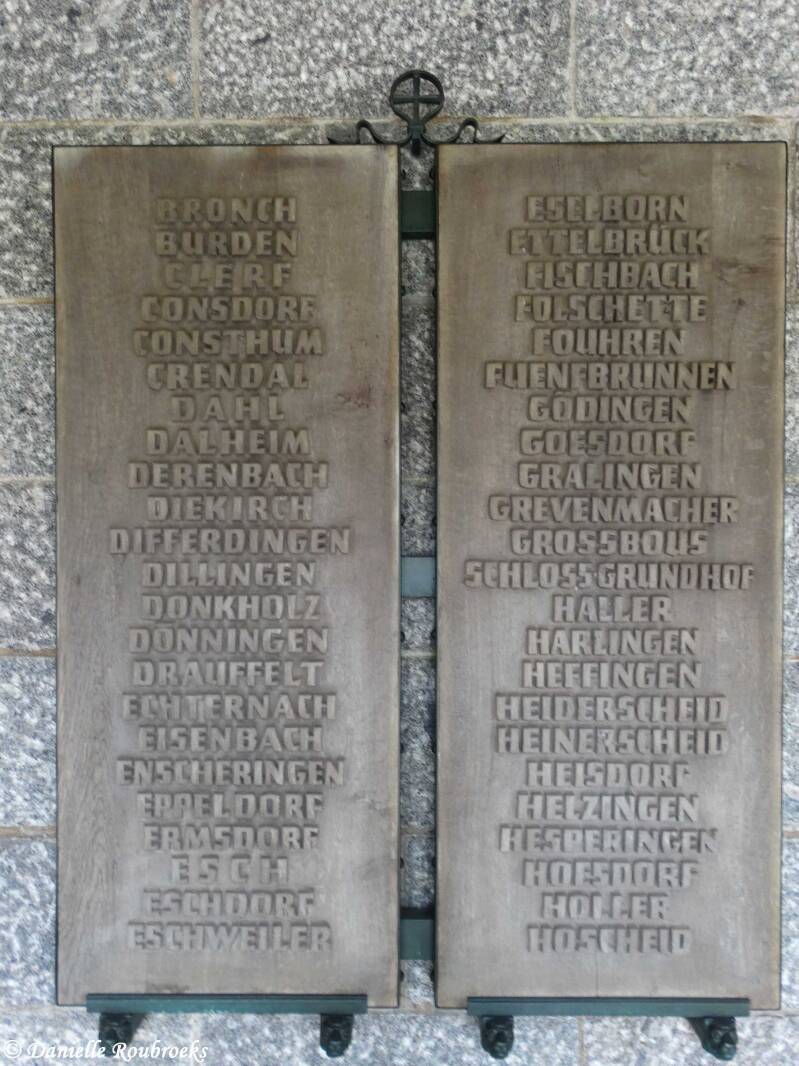 BRONCH
BURDEN
CLERF
CONSDORF
CONSTHUM
CRENDAL
DAHL
DALHEIM
DERENBACH
DIEKIRCH
DIFFERDINGEN
DILLINGEN
DONKHOLZ
DÖNNINGEN
DRAUFFELT
ECHTERNACH
EISENBACH
ENSCHERINGEN
EPPELDORF
ERMSDORF
ESCH
ESCHDORF
ESCHWEILER
ESELBORN
ETTELBRÜCK
FISCHBACH
FOLSCHETTE
FOUHREN
FLIENEBRUNNEN
GÖDINGEN
GOESDORF
GRALINGEN
GREVENMACHER
GROSSBOUS
SCHLOSS·GRUNDHOF
HALLER
HARLINGEN
HEFFINGEN
HEIDERSCHEID
HEINERSCHEID
HEISDORF
HELZINGEN
HESPERINGEN
HOESDORF
HOLLER
HOSCHEID
© Danielle Roubroeks